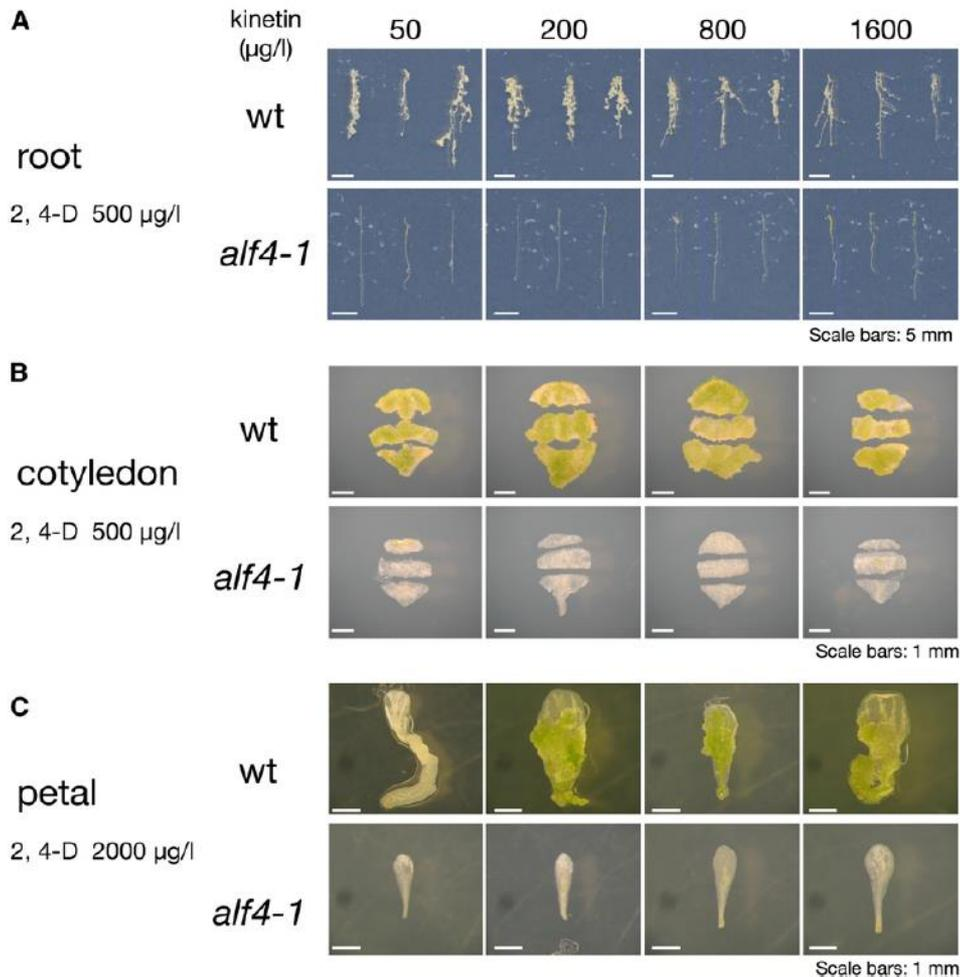 A
kinetin
(µg/l)
50
200
800
1600
wt
root
2, 4-D 500 µg/l
alf4-1
Scale bars: 5 mm
B
wt
cotyledon
2, 4-D 500 µg/l
alf4-1
Scale bars: 1 mm
C
wt
petal
2, 4-D 2000 µg/l
alf4-1
Scale bars: 1 mm